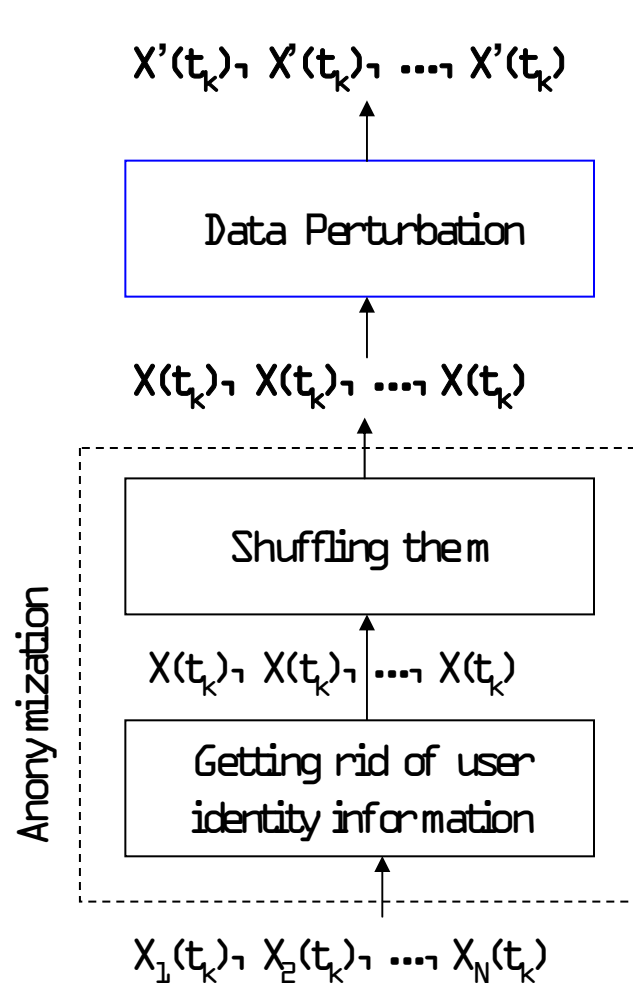 X’(tk), X’(tk), ..., X’(tk)
Data Perturbation
X(tk), X(tk), ..., X(tk)
Shuffling them
X(tk), X(tk), ..., X(tk)
Getting rid of user
identity information
Anonymization
X1(tk), X2(tk), ..., XN(tk)